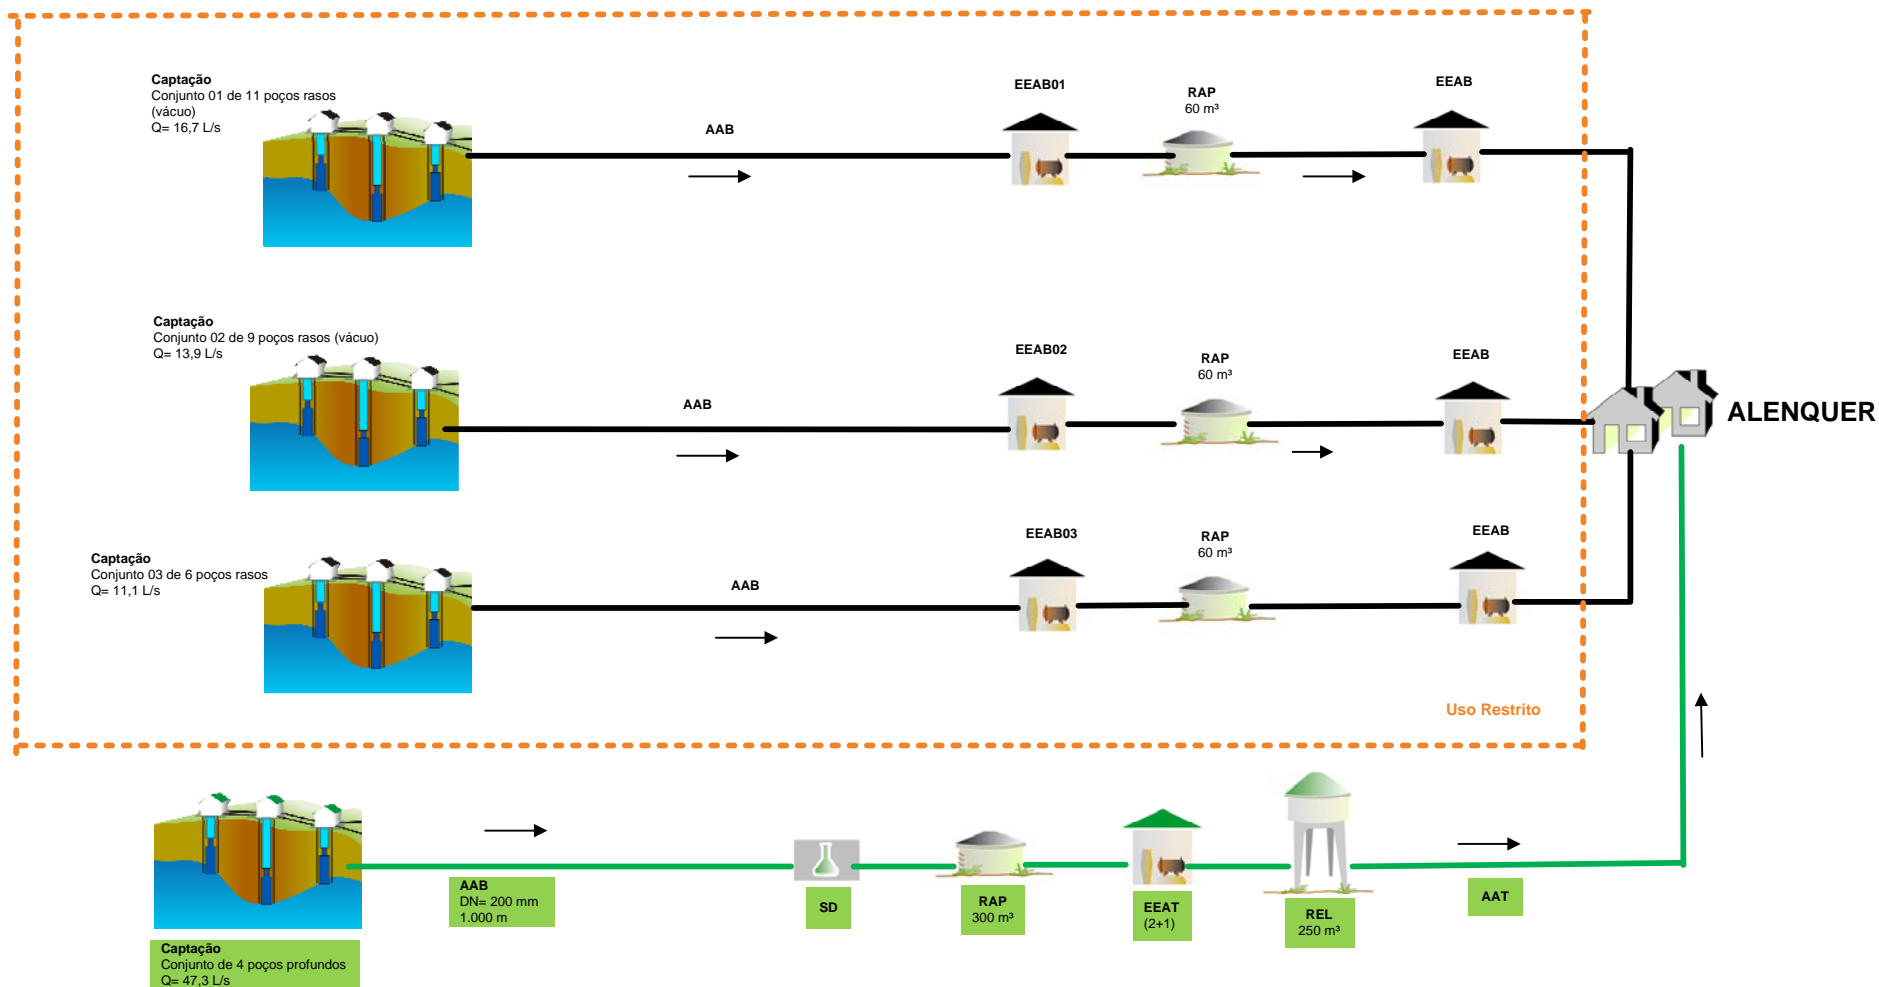 Captação
Conjunto 01 de 11 poços rasos
(vácuo)
Q= 16,7 L/s
AAB
EEAB01
RAP
60 m³
EEAB
Captação
Conjunto 02 de 9 poços rasos (vácuo)
Q= 13,9 L/s
AAB
EEAB02
RAP
60 m³
EEAB
ALENQUER
Captação
Conjunto 03 de 6 poços rasos
Q= 11,1 L/s
AAB
EEAB03
RAP
60 m³
EEAB
Uso Restrito
Captação
Conjunto de 4 poços profundos
Q= 47,3 L/s
AAB
DN= 200 mm
1.000 m
SD
RAP
300 m³
EEAT
(2+1)
REL
250 m³
AAT